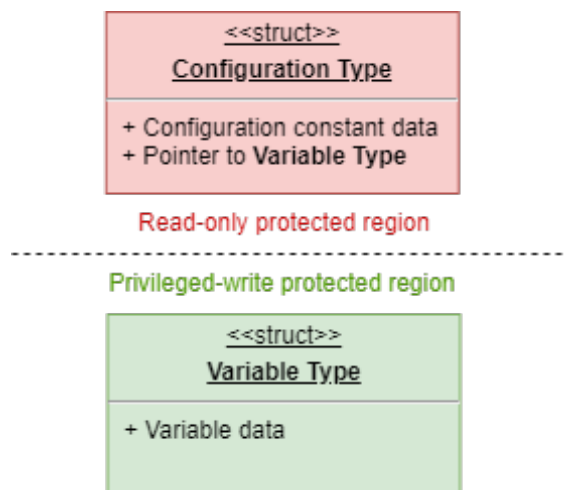 <<struct>>
Configuration Type
+ Configuration constant data
+ Pointer to Variable Type
Read-only protected region
Privileged-write protected region
<<struct>>
Variable Type
+ Variable data